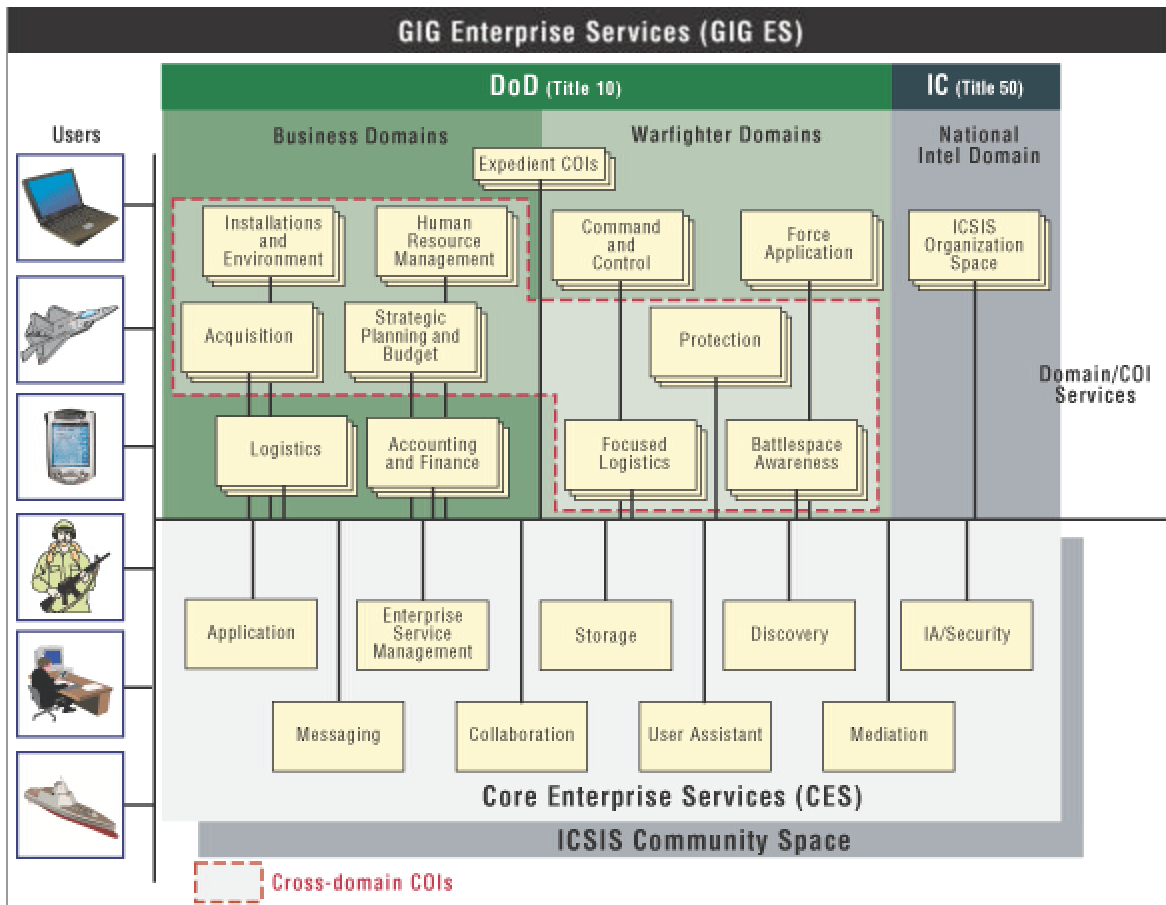 GIG Enterprise Services (GIG ES)
DoD (Title 10)
IC (Title 50)
Users
Business Domains
Warfighter Domains
National
Intel Domain
Expedient COIs
Installations
and
Environment
Human
Resource
Management
Command
and
Control
Force
Application
ICSIS
Organization
Space
Acquisition
Strategic
Planning and
Budget
Protection
Domain/COI
Services
Logistics
Accounting
and Finance
Focused
Logistics
Battlespace
Awareness
Application
Enterprise
Service
Management
Storage
Discovery
IA/Security
Messaging
Collaboration
User Assistant
Mediation
Core Enterprise Services (CES)
ICSIS Community Space
Cross-domain COIs